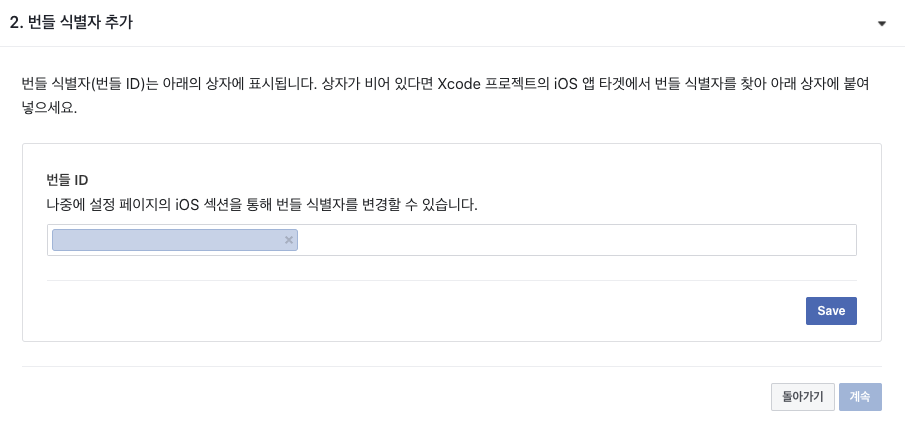 2. 번들 식별자 추가
번들 식별자(번들 ID)는 아래의 상자에 표시됩니다. 상자가 비어 있다면 Xcode 프로젝트의 iOS 앱 타겟에서 번들 식별자를 찾아 아래 상자에 붙여
넣으세요.
번들 ID
나중에 설정 페이지의 iOS 섹션을 통해 번들 식별자를 변경할 수 있습니다.
Save
돌아가기 계속